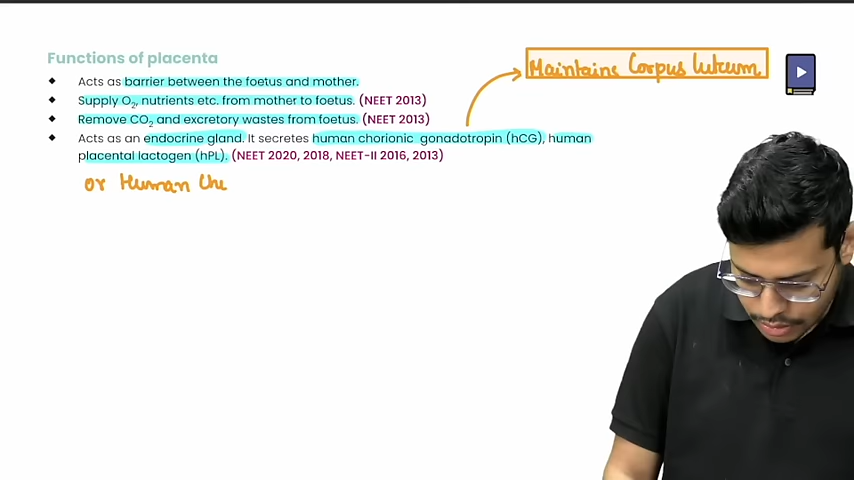 Functions of placenta
Maintains Corpus luteum
Acts as barrier between the foetus and mother.
Supply O2, nutrients etc. from mother to foetus. (NEET 2013)
Remove CO2 and excretory wastes from foetus. (NEET 2013)
Acts as an endocrine gland. It secretes human chorionic gonadotropin (hCG), human
placental lactogen (hPL). (NEET 2020, 2018, NEET-II 2016, 2013)
or Human Cho